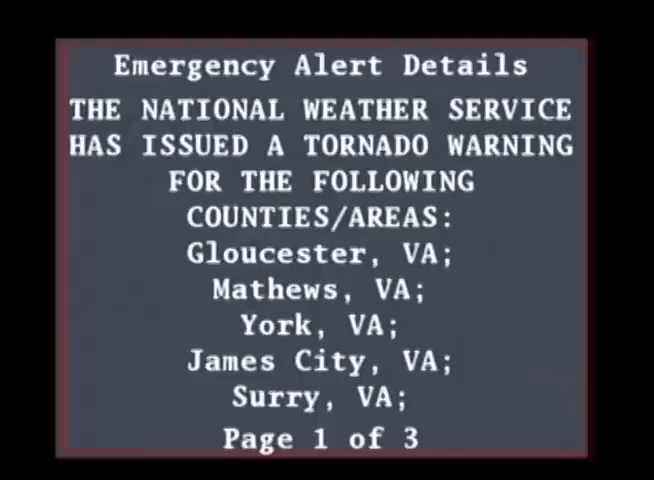 Emergency Alert Details
THE NATIONAL WEATHER SERVICE
HAS ISSUED A TORNADO WARNING
FOR THE FOLLOWING
COUNTIES/AREAS:
Gloucester, VA;
Mathews, VA;
York, VA;
James City, VA;
Surry, VA;
Page 1 of 3